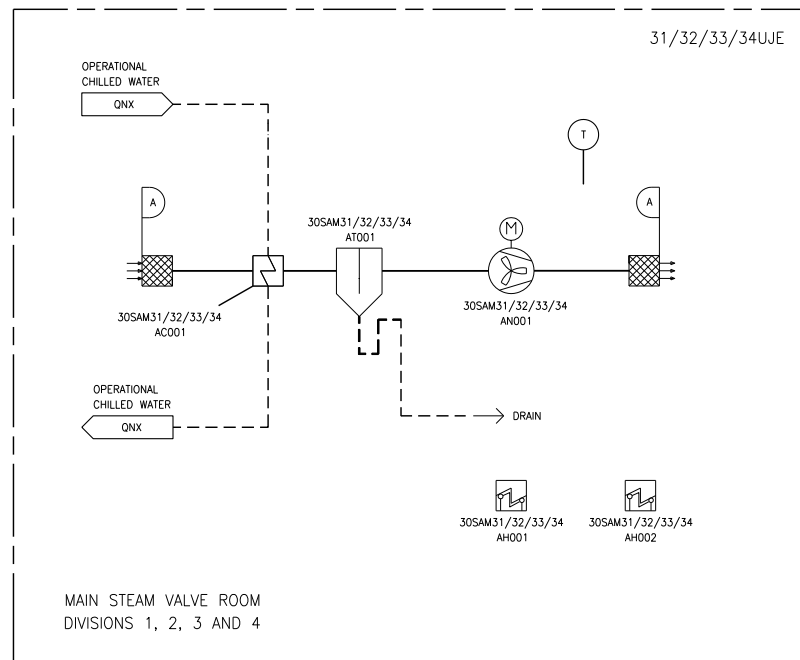 31/32/33/34UJE
OPERATIONAL
CHILLED WATER
QNX
T
A
A
30SAM31/32/33/34
AT001
M
30SAM31/32/33/34
AC001
30SAM31/32/33/34
AN001
OPERATIONAL
CHILLED WATER
QNX
DRAIN
30SAM31/32/33/34
AH001
30SAM31/32/33/34
AH002
MAIN STEAM VALVE ROOM
DIVISIONS 1, 2, 3 AND 4